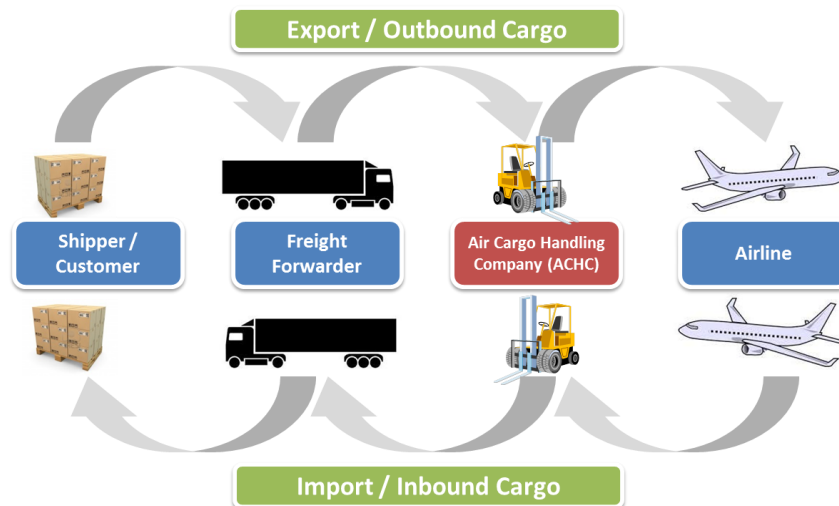 Export / Outbound Cargo
Shipper /
Customer
Freight
Forwarder
Air Cargo Handling
Company (ACHC)
Airline
Import / Inbound Cargo